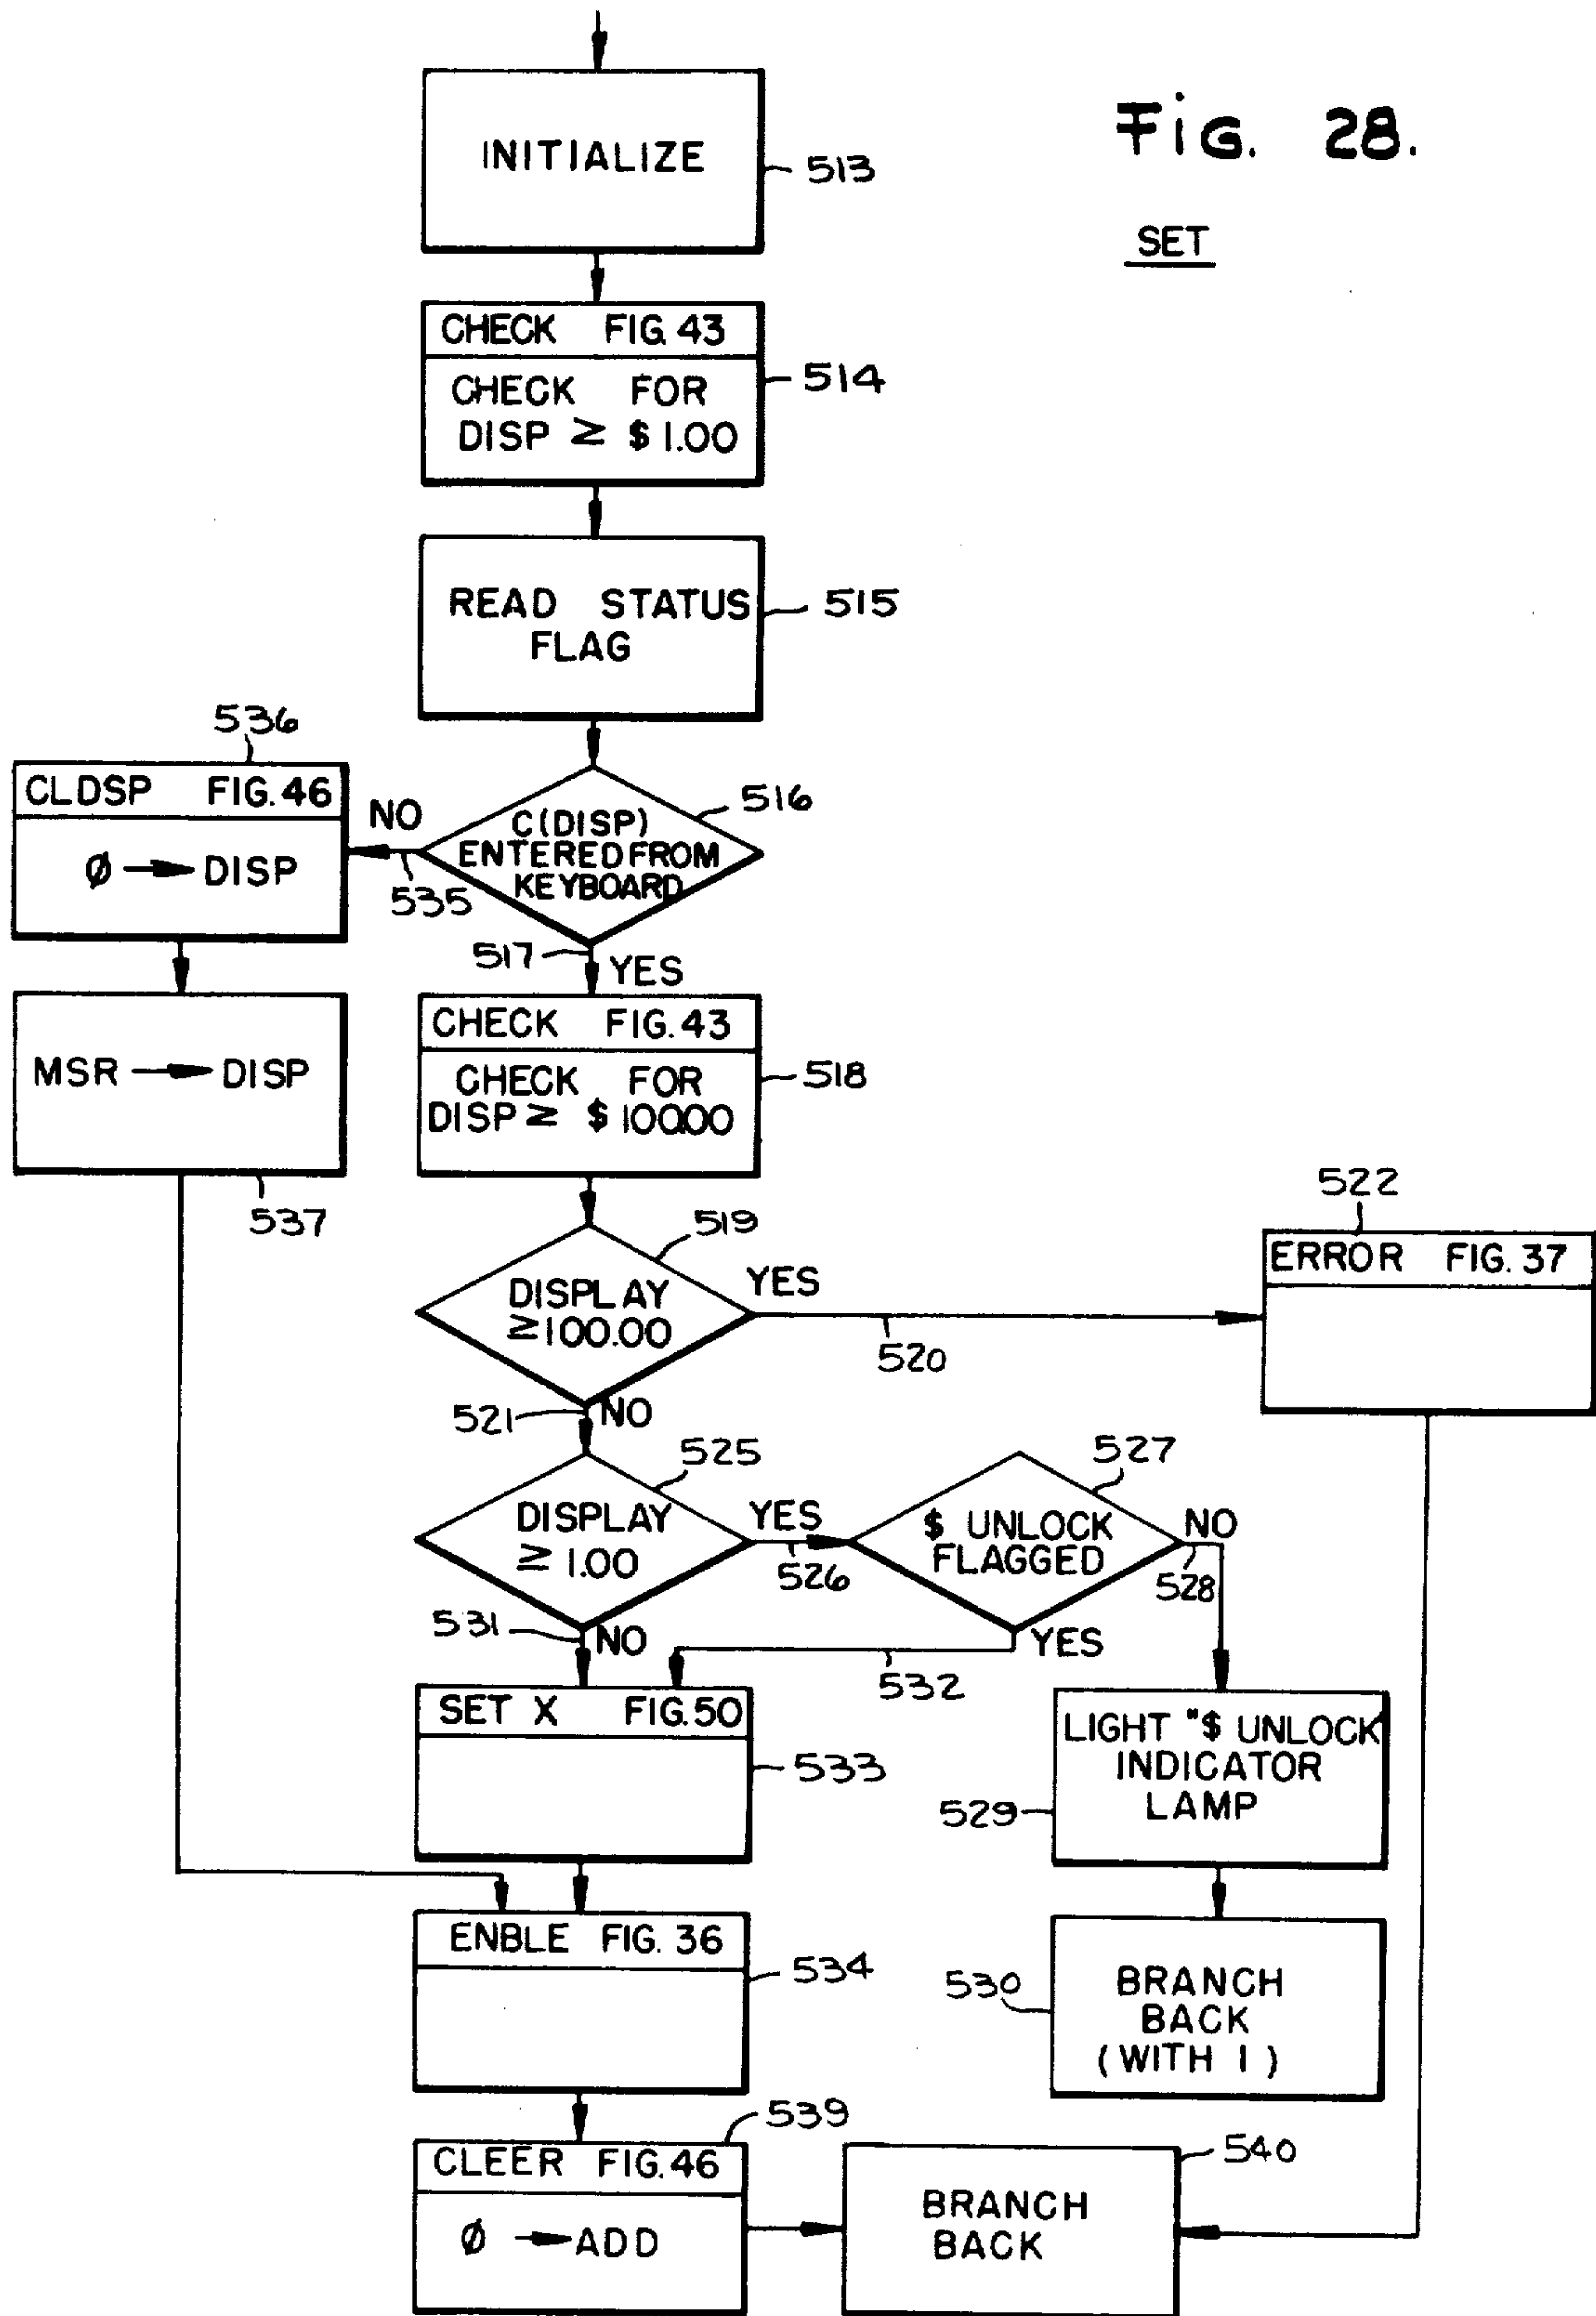 Fig. 28.
SET
INITIALIZE
513
CHECK FIG. 43
CHECK FOR
DISP ≥ $ 1.00
514
READ STATUS
FLAG
515
536
CLDSP FIG. 46
Ø → DISP
NO
535
C(DISP)
ENTERED FROM
KEYBOARD
516
517
YES
MSR → DISP
537
CHECK FIG. 43
CHECK FOR
DISP ≥ $ 100.00
518
519
DISPLAY
≥100.00
YES
520
522
ERROR FIG. 37
521
NO
525
DISPLAY
≥ 1.00
YES
526
527
$ UNLOCK
FLAGGED
NO
528
531
NO
YES
532
SET X FIG. 50
533
LIGHT "$ UNLOCK"
INDICATOR
LAMP
529
ENBLE FIG. 36
534
530
BRANCH
BACK
(WITH 1)
539
CLEER FIG. 46
Ø → ADD
540
BRANCH
BACK